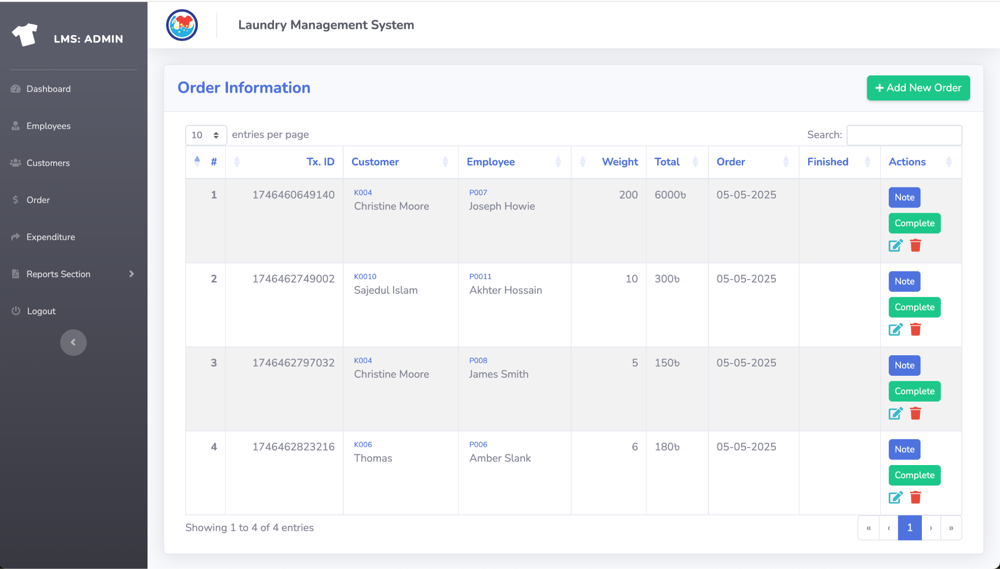 LMS: ADMIN
Dashboard
Employees
Customers
Order
Expenditure
Reports Section
Logout
Laundry Management System
Order Information
Add New Order
10 entries per page
Search:
# Tx. ID Customer Employee Weight Total Order Finished Actions
1 1746460649140 K004 P007 200 6000৳ 05-05-2025 Note
Christine Moore Joseph Howie
Complete
2 1746462749002 K0010 P0011 10 300৳ 05-05-2025 Note
Sajedul Islam Akhter Hossain
Complete
3 1746462797032 K004 P008 5 150৳ 05-05-2025 Note
Christine Moore James Smith
Complete
4 1746462823216 K006 P006 6 180৳ 05-05-2025 Note
Thomas Amber Slank
Complete
Showing 1 to 4 of 4 entries
« ‹ 1 › »